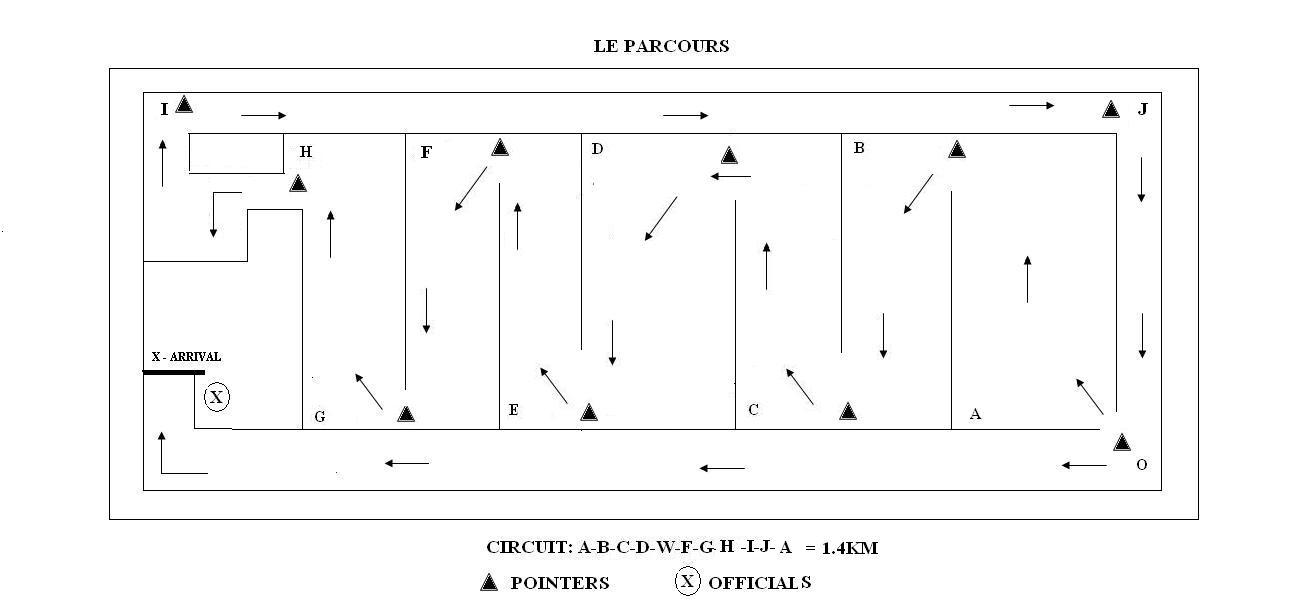 LE PARCOURS
I J
H F D B
X - ARRIVAL
X
G E C A
O
CIRCUIT: A-B-C-D-W-F-G-H -I-J- A = 1.4KM
POINTERS X OFFICIALS